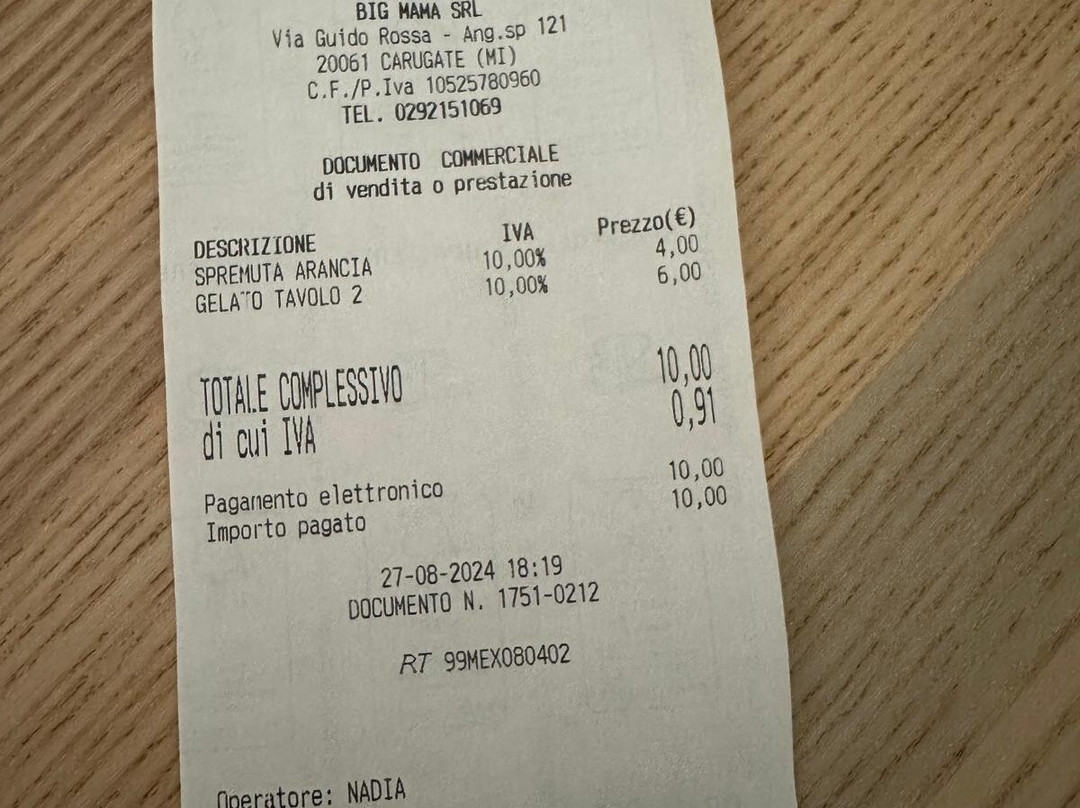 BIG MAMA SRL
Via Guido Rossa - Ang.sp 121
20061 CARUGATE (MI)
C.F./P.Iva 10525780960
TEL. 0292151069
DOCUMENTO COMMERCIALE
di vendita o prestazione
DESCRIZIONE IVA Prezzo(€)
SPREMUTA ARANCIA 10,00% 4,00
GELATO TAVOLO 2 10,00% 6,00
TOTALE COMPLESSIVO 10,00
di cui IVA 0,91
Pagamento elettronico 10,00
Importo pagato 10,00
27-08-2024 18:19
DOCUMENTO N. 1751-0212
RT 99MEX080402
Operatore: NADIA